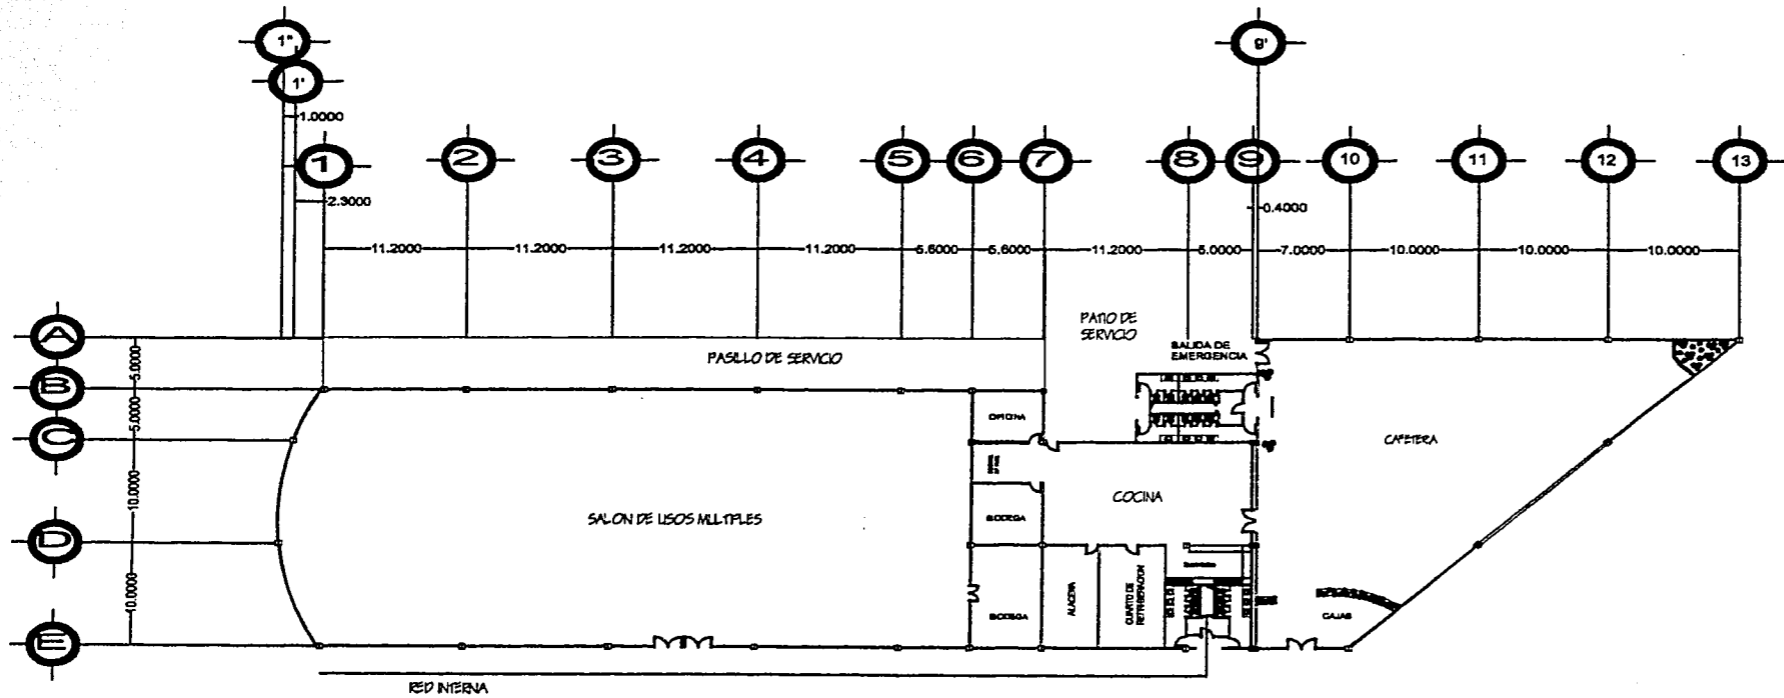 1"
9'
1'
1.0000
1 2 3 4 5 6 7 8 9 10 11 12 13
2.3000
0.4000
11.2000 11.2000 11.2000 11.2000 5.6000 5.6000 11.2000 5.0000 7.0000 10.0000 10.0000 10.0000
PATIO DE
SERVICIO
A
SALIDA DE
EMERGENCIA
PASILLO DE SERVICIO
5.0000
B
5.0000
OFICINA
C
CAFETERA
10.0000
COCINA
SALON DE USOS MULTIPLES
BODEGA
D
ALACENA
CUARTO DE
REFRIGERACION
10.0000
BODEGA
CAJAS
E
RED INTERNA